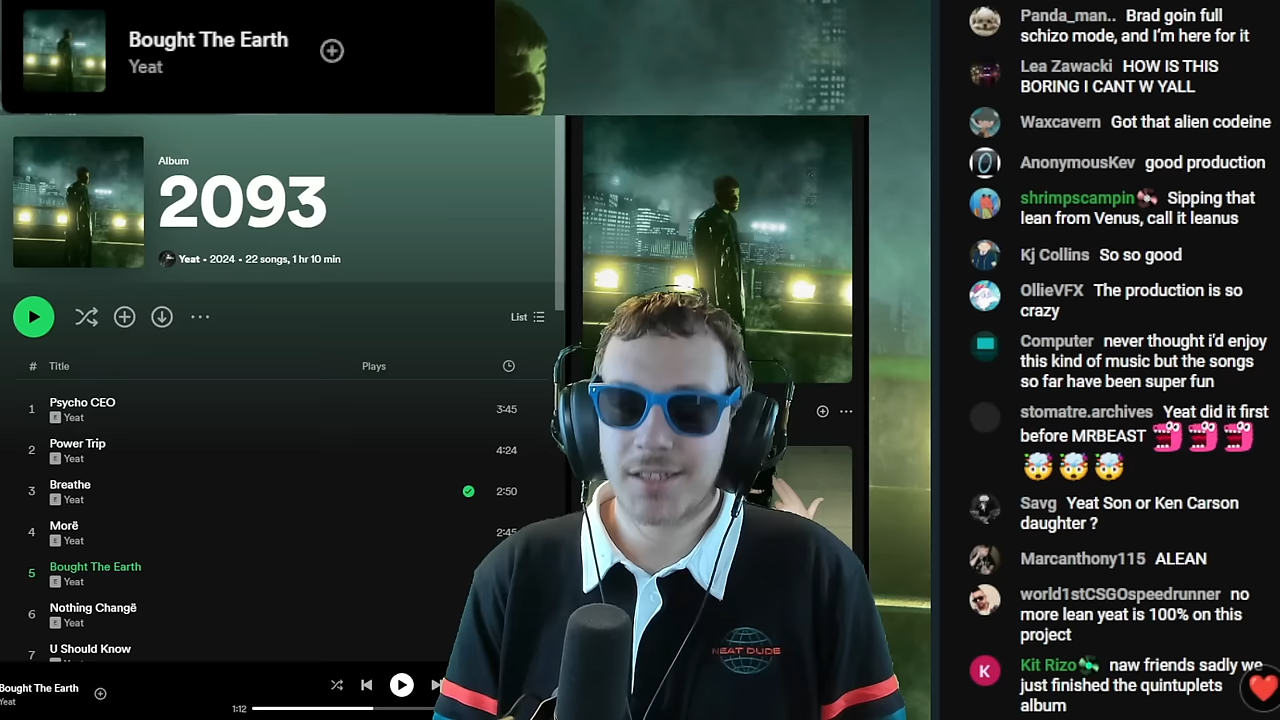 Bought The Earth
Yeat
Album
2093
Yeat • 2024 • 22 songs, 1 hr 10 min
List
# Title Plays
1 Psycho CEO 3:45
E Yeat
2 Power Trip 4:24
E Yeat
3 Breathe 2:50
E Yeat
4 Morë 2:45
E Yeat
5 Bought The Earth
E Yeat
6 Nothing Changë
E Yeat
7 U Should Know
Bought The Earth
Yeat
1:12
NEAT DUDE
Panda_man.. Brad goin full
schizo mode, and I'm here for it
Lea Zawacki HOW IS THIS
BORING I CANT W YALL
Waxcavern Got that alien codeine
AnonymousKev good production
shrimpscampin Sipping that
lean from Venus, call it leanus
Kj Collins So so good
OllieVFX The production is so
crazy
Computer never thought i'd enjoy
this kind of music but the songs
so far have been super fun
stomatre.archives Yeat did it first
before MRBEAST
Savg Yeat Son or Ken Carson
daughter ?
Marcanthony115 ALEAN
world1stCSGOspeedrunner no
more lean yeat is 100% on this
project
K
Kit Rizo naw friends sadly we
just finished the quintuplets
album